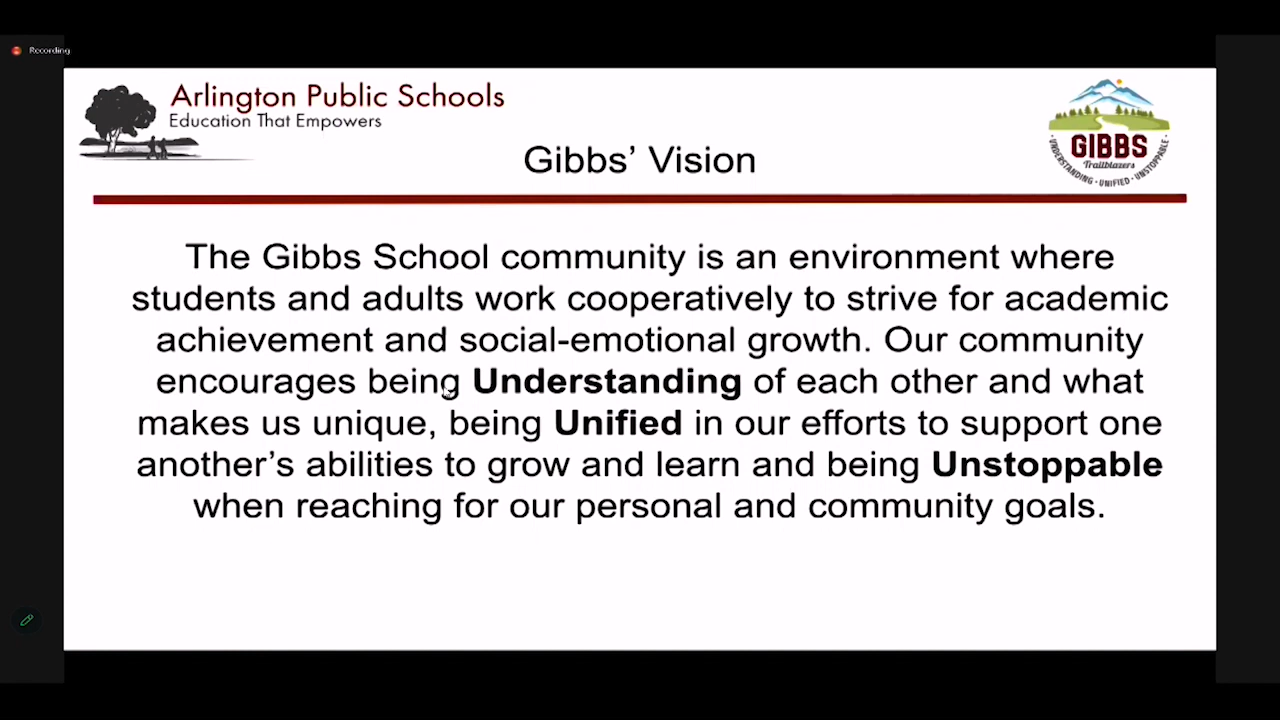 Recording
Arlington Public Schools
Education That Empowers
GIBBS
Trailblazers
·UNDERSTANDING·UNIFIED·UNSTOPPABLE·
Gibbs’ Vision
The Gibbs School community is an environment where
students and adults work cooperatively to strive for academic
achievement and social-emotional growth. Our community
encourages being Understanding of each other and what
makes us unique, being Unified in our efforts to support one
another’s abilities to grow and learn and being Unstoppable
when reaching for our personal and community goals.